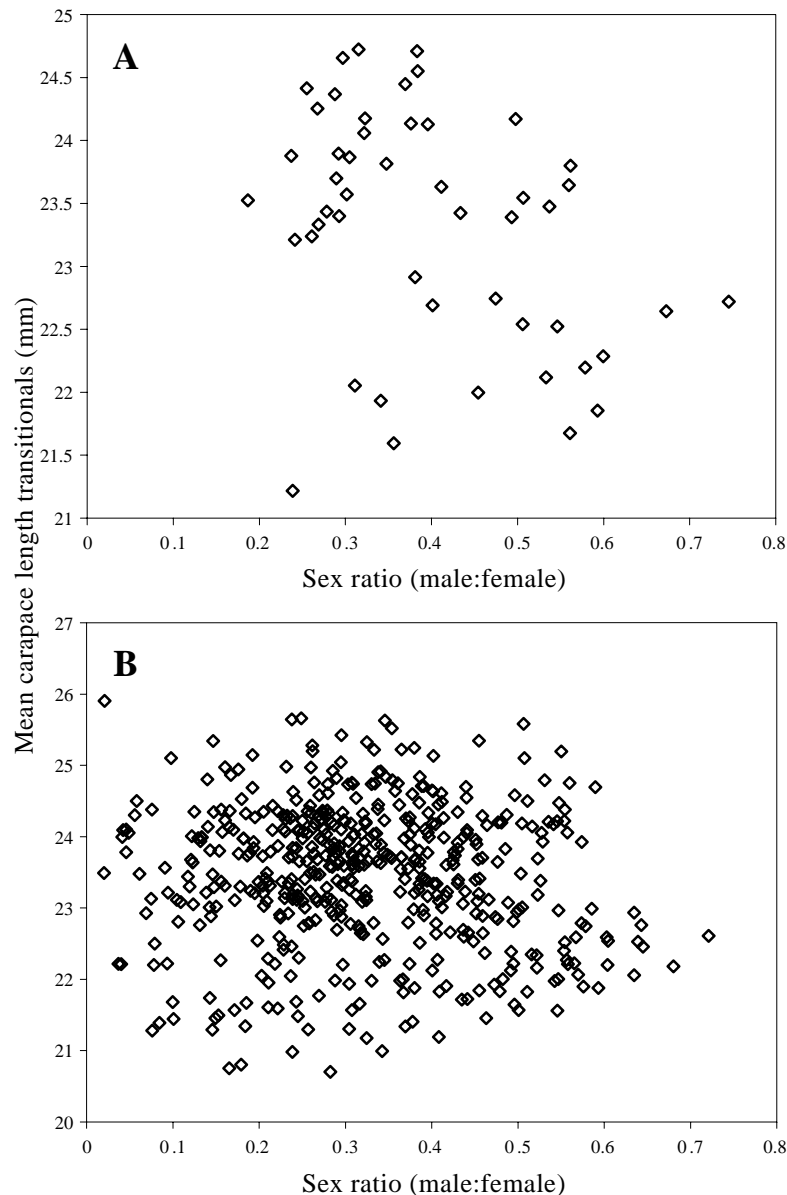 A
25
24.5
24
23.5
23
22.5
22
21.5
21
0 0.1 0.2 0.3 0.4 0.5 0.6 0.7 0.8
Sex ratio (male:female)
Mean carapace length transitionals (mm)
B
27
26
25
24
23
22
21
20
0 0.1 0.2 0.3 0.4 0.5 0.6 0.7 0.8
Sex ratio (male:female)